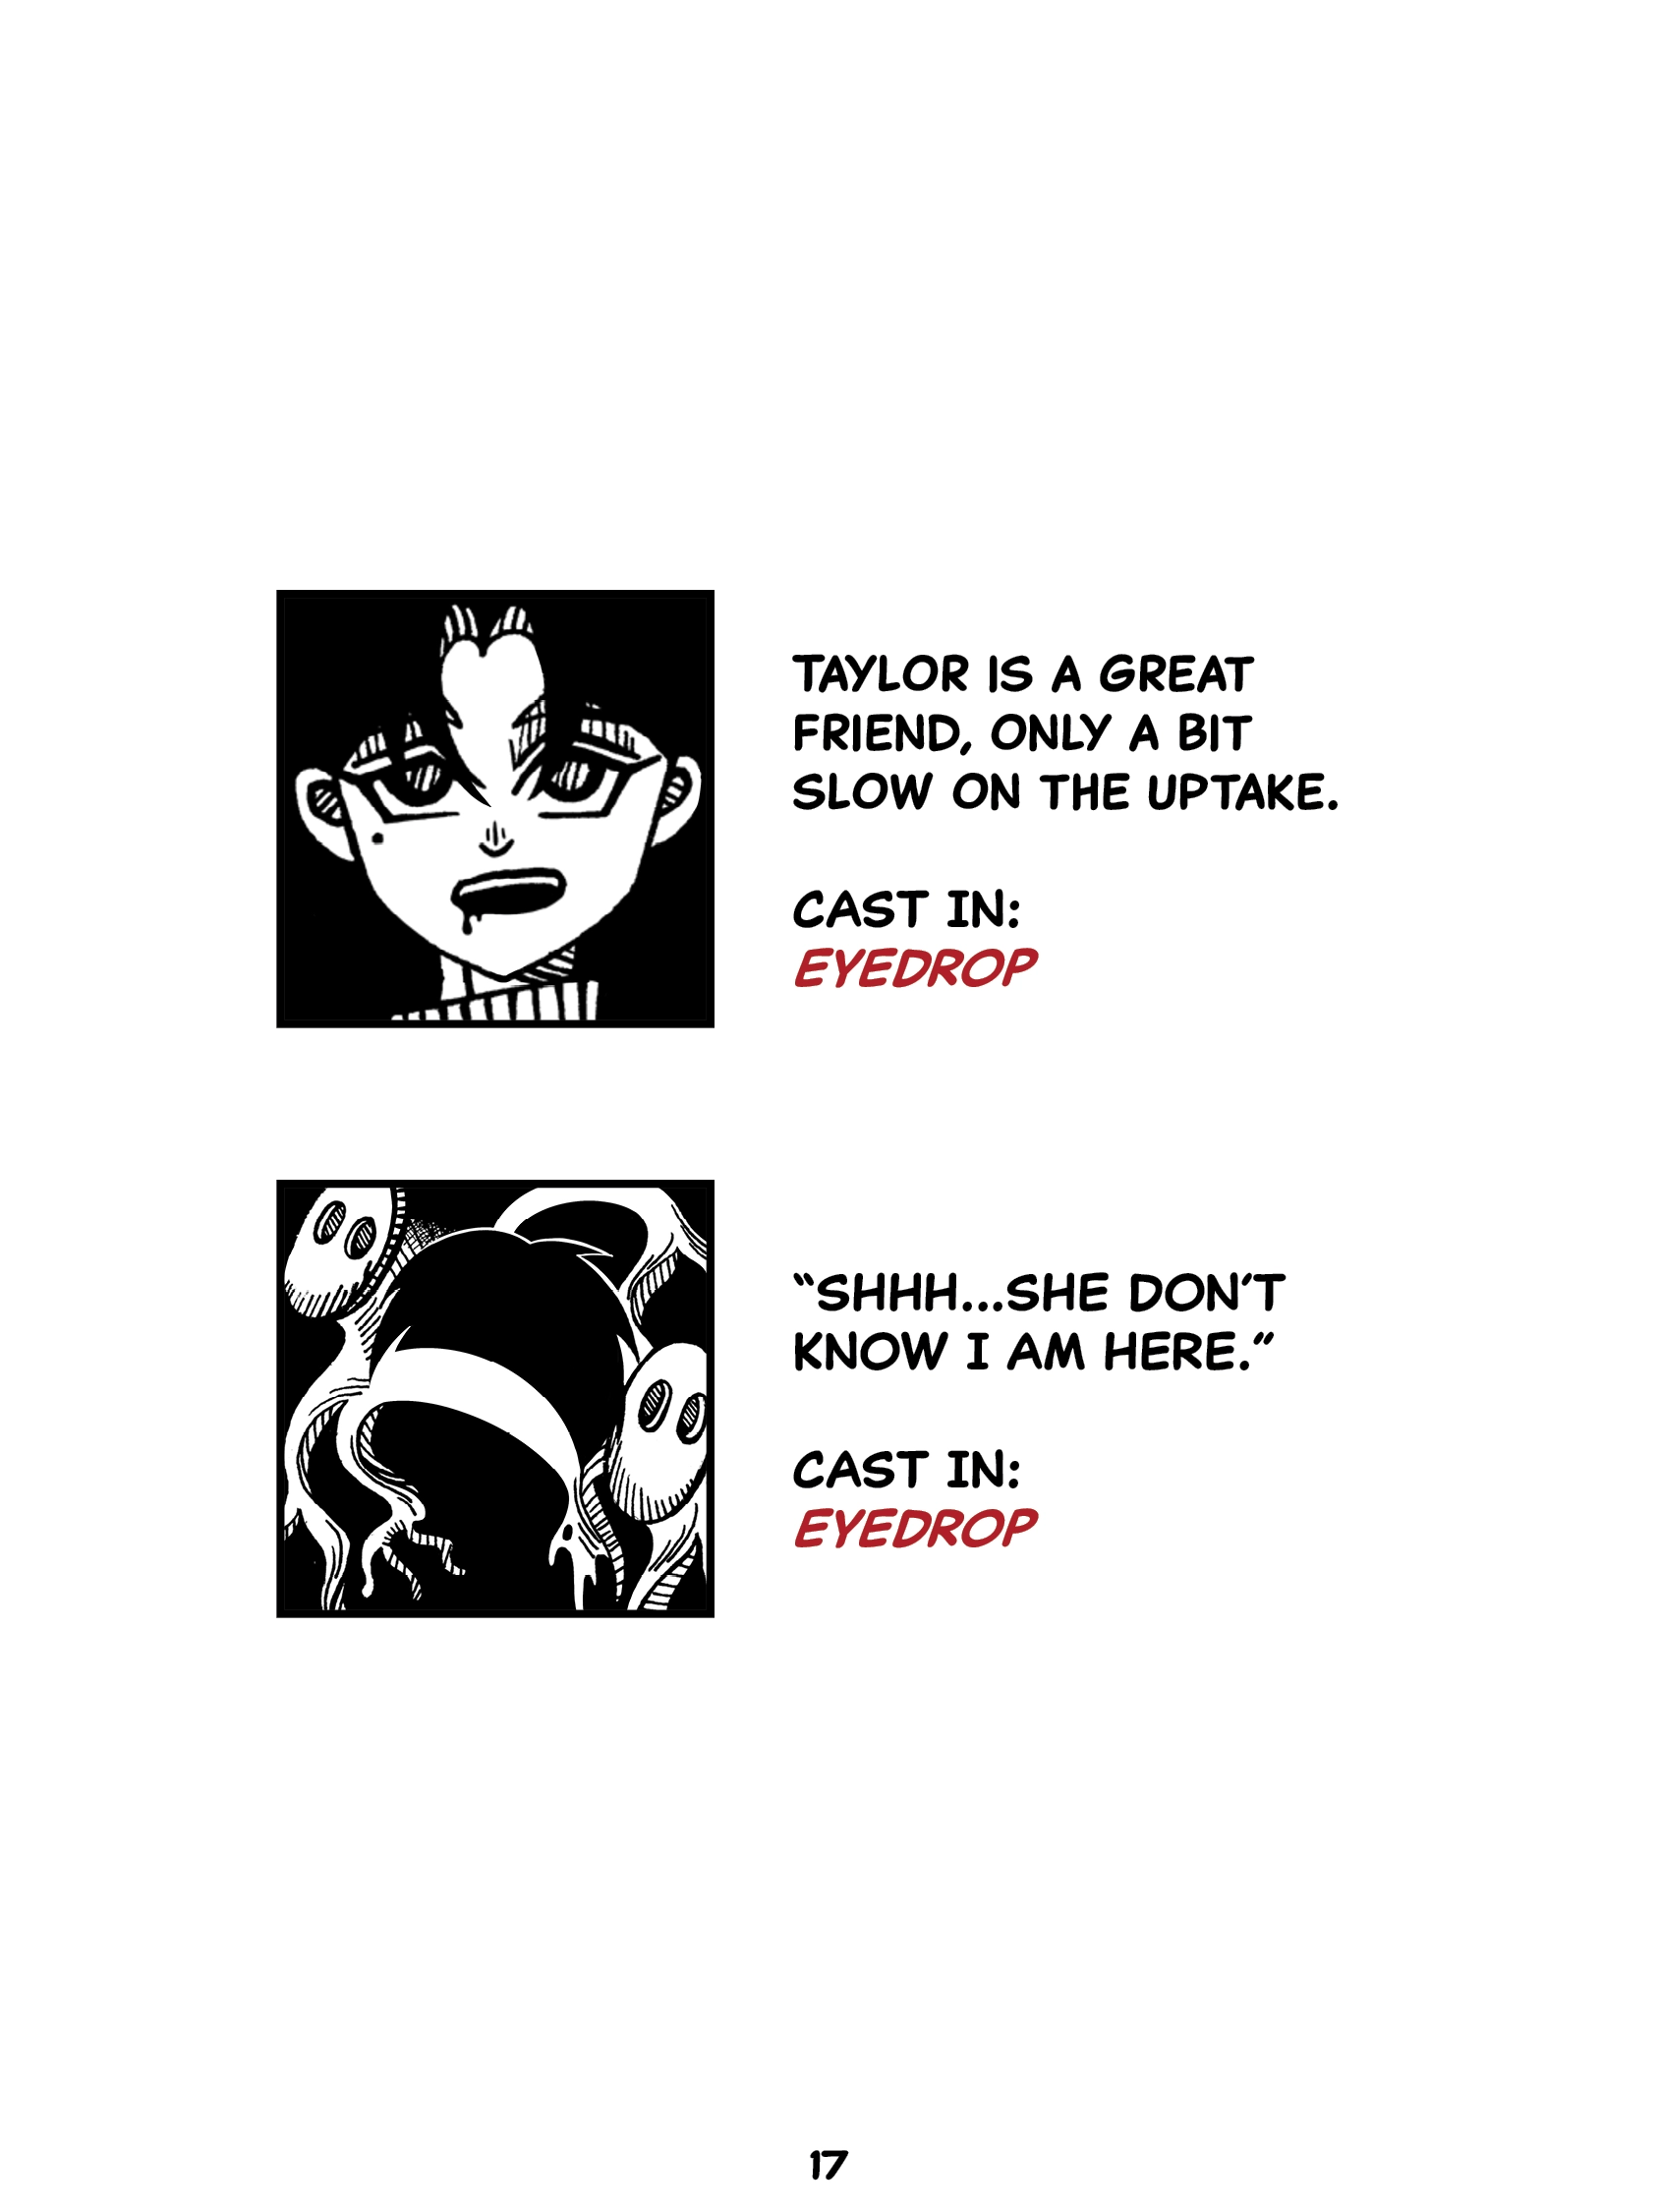 TAYLOR IS A GREAT
FRIEND, ONLY A BIT
SLOW ON THE UPTAKE.
CAST IN:
EYEDROP
“SHHH...SHE DON’T
KNOW I AM HERE.”
CAST IN:
EYEDROP
17